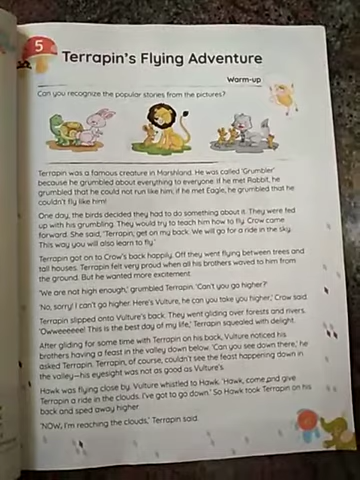 5
Terrapin's Flying Adventure
Warm-up
Can you recognize the popular stories from the pictures?
Terrapin was a famous creature in Marshland. He was called 'Grumbler'
because he grumbled about everything to everyone: if he met Rabbit, he
grumbled that he could not run like him; if he met Eagle, he grumbled that he
couldn't fly like him!
One day, the birds decided they had to do something about it. They were fed
up with his grumbling. They would try to teach him how to fly. Crow came
forward. She said, 'Terrapin, get on my back. We will go for a ride in the sky.
This way you will also learn to fly.'
Terrapin got on to Crow's back happily. Off they went flying between trees and
tall houses. Terrapin felt very proud when all his brothers waved to him from
the ground. But he wanted more excitement.
'We are not high enough,' grumbled Terrapin. 'Can't you go higher?'
'No, sorry! I can't go higher. Here's Vulture, he can you take you higher,' Crow said.
Terrapin slipped onto Vulture's back. They went gliding over forests and rivers.
'Owweeeeee! This is the best day of my life,' Terrapin squealed with delight.
After gliding for some time with Terrapin on his back, Vulture noticed his
brothers having a feast in the valley down below. 'Can you see down there,' he
asked Terrapin. Terrapin, of course, couldn't see the feast happening down in
the valley—his eyesight was not as good as Vulture's.
Hawk was flying close by. Vulture whistled to Hawk. 'Hawk, come and give
Terrapin a ride in the clouds. I've got to go down.' So Hawk took Terrapin on his
back and sped away higher.
'NOW, I'm reaching the clouds,' Terrapin said.